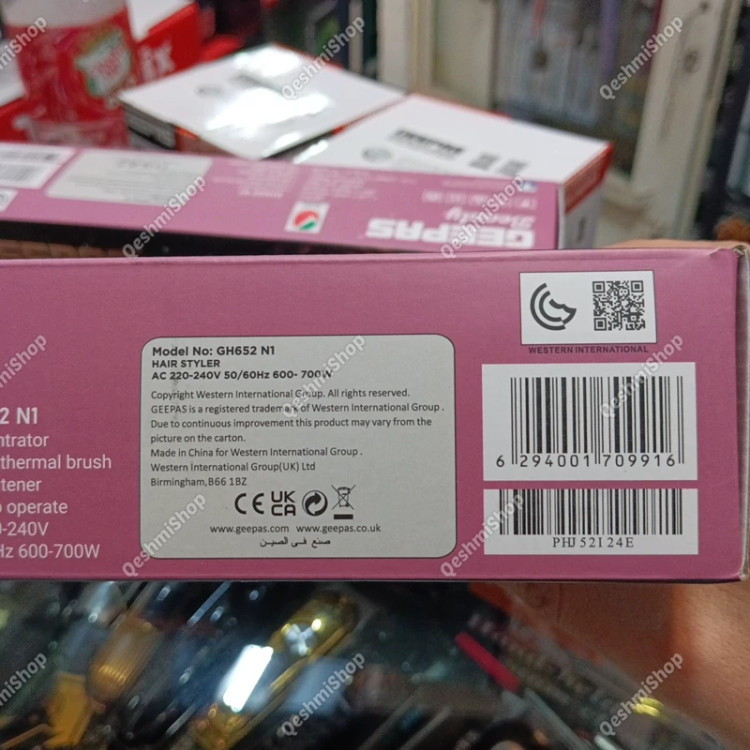 QeshmiShop
GEEPAS
Beauty
WESTERN INTERNATIONAL
Model No: GH652 N1
HAIR STYLER
AC 220-240V 50/60Hz 600- 700W
Copyright Western International Group. All rights reserved.
GEEPAS is a registered trademark of Western International Group .
Due to continuous improvement this product may vary from the
picture on the carton.
Made in China for Western International Group .
Western International Group(UK) Ltd
Birmingham,B66 1BZ
CE UK CA
www.geepas.com www.geepas.co.uk
صنع في الصين
2 N1
ntrator
thermal brush
tener
o operate
0-240V
Hz 600-700W
6 294001 709916
PHJ52I24E